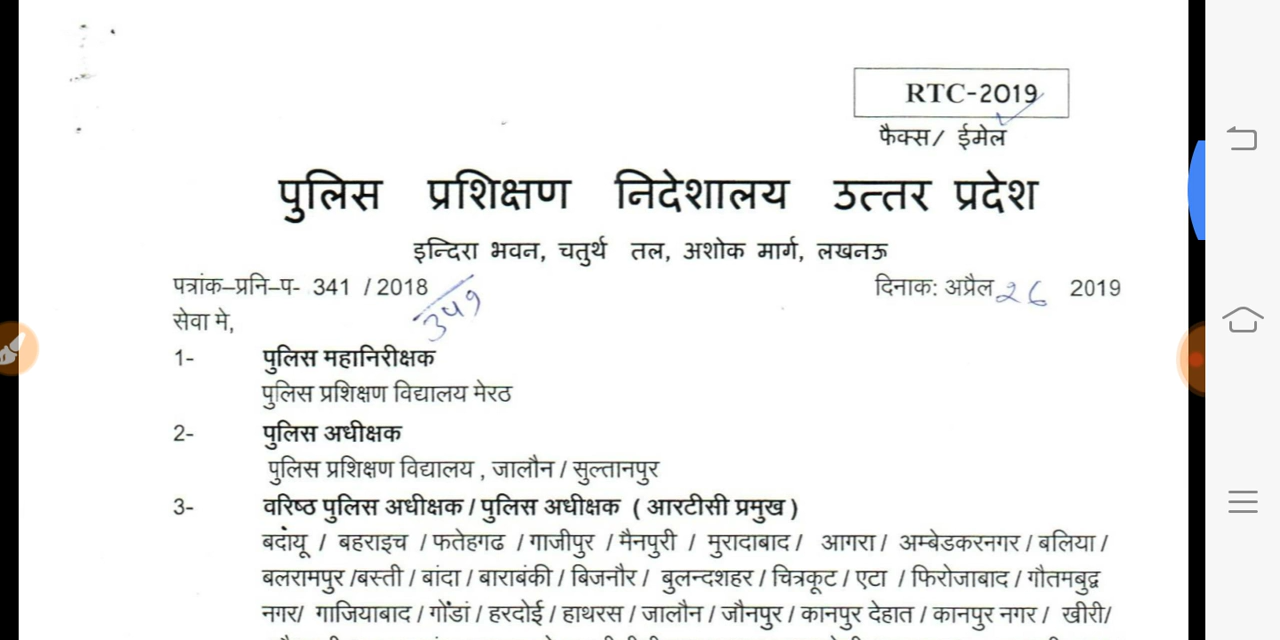 RTC-2019
फैक्स/ ईमेल
पुलिस प्रशिक्षण निदेशालय उत्तर प्रदेश
इन्दिरा भवन, चतुर्थ तल, अशोक मार्ग, लखनऊ
पत्रांक–प्रनि–प- 341 / 2018 दिनाक: अप्रैल 26 2019
349
सेवा मे,
1- पुलिस महानिरीक्षक
पुलिस प्रशिक्षण विद्यालय मेरठ
2- पुलिस अधीक्षक
पुलिस प्रशिक्षण विद्यालय , जालौन / सुल्तानपुर
3- वरिष्ठ पुलिस अधीक्षक / पुलिस अधीक्षक ( आरटीसी प्रमुख )
बदांयू / बहराइच / फतेहगढ / गाजीपुर / मैनपुरी / मुरादाबाद / आगरा / अम्बेडकरनगर / बलिया /
बलरामपुर /बस्ती / बांदा / बाराबंकी / बिजनौर / बुलन्दशहर / चित्रकूट / एटा / फिरोजाबाद / गौतमबुद्व
नगर/ गाजियाबाद / गोंडां / हरदोई / हाथरस / जालौन / जौनपुर / कानपुर देहात / कानपुर नगर / खीरी/